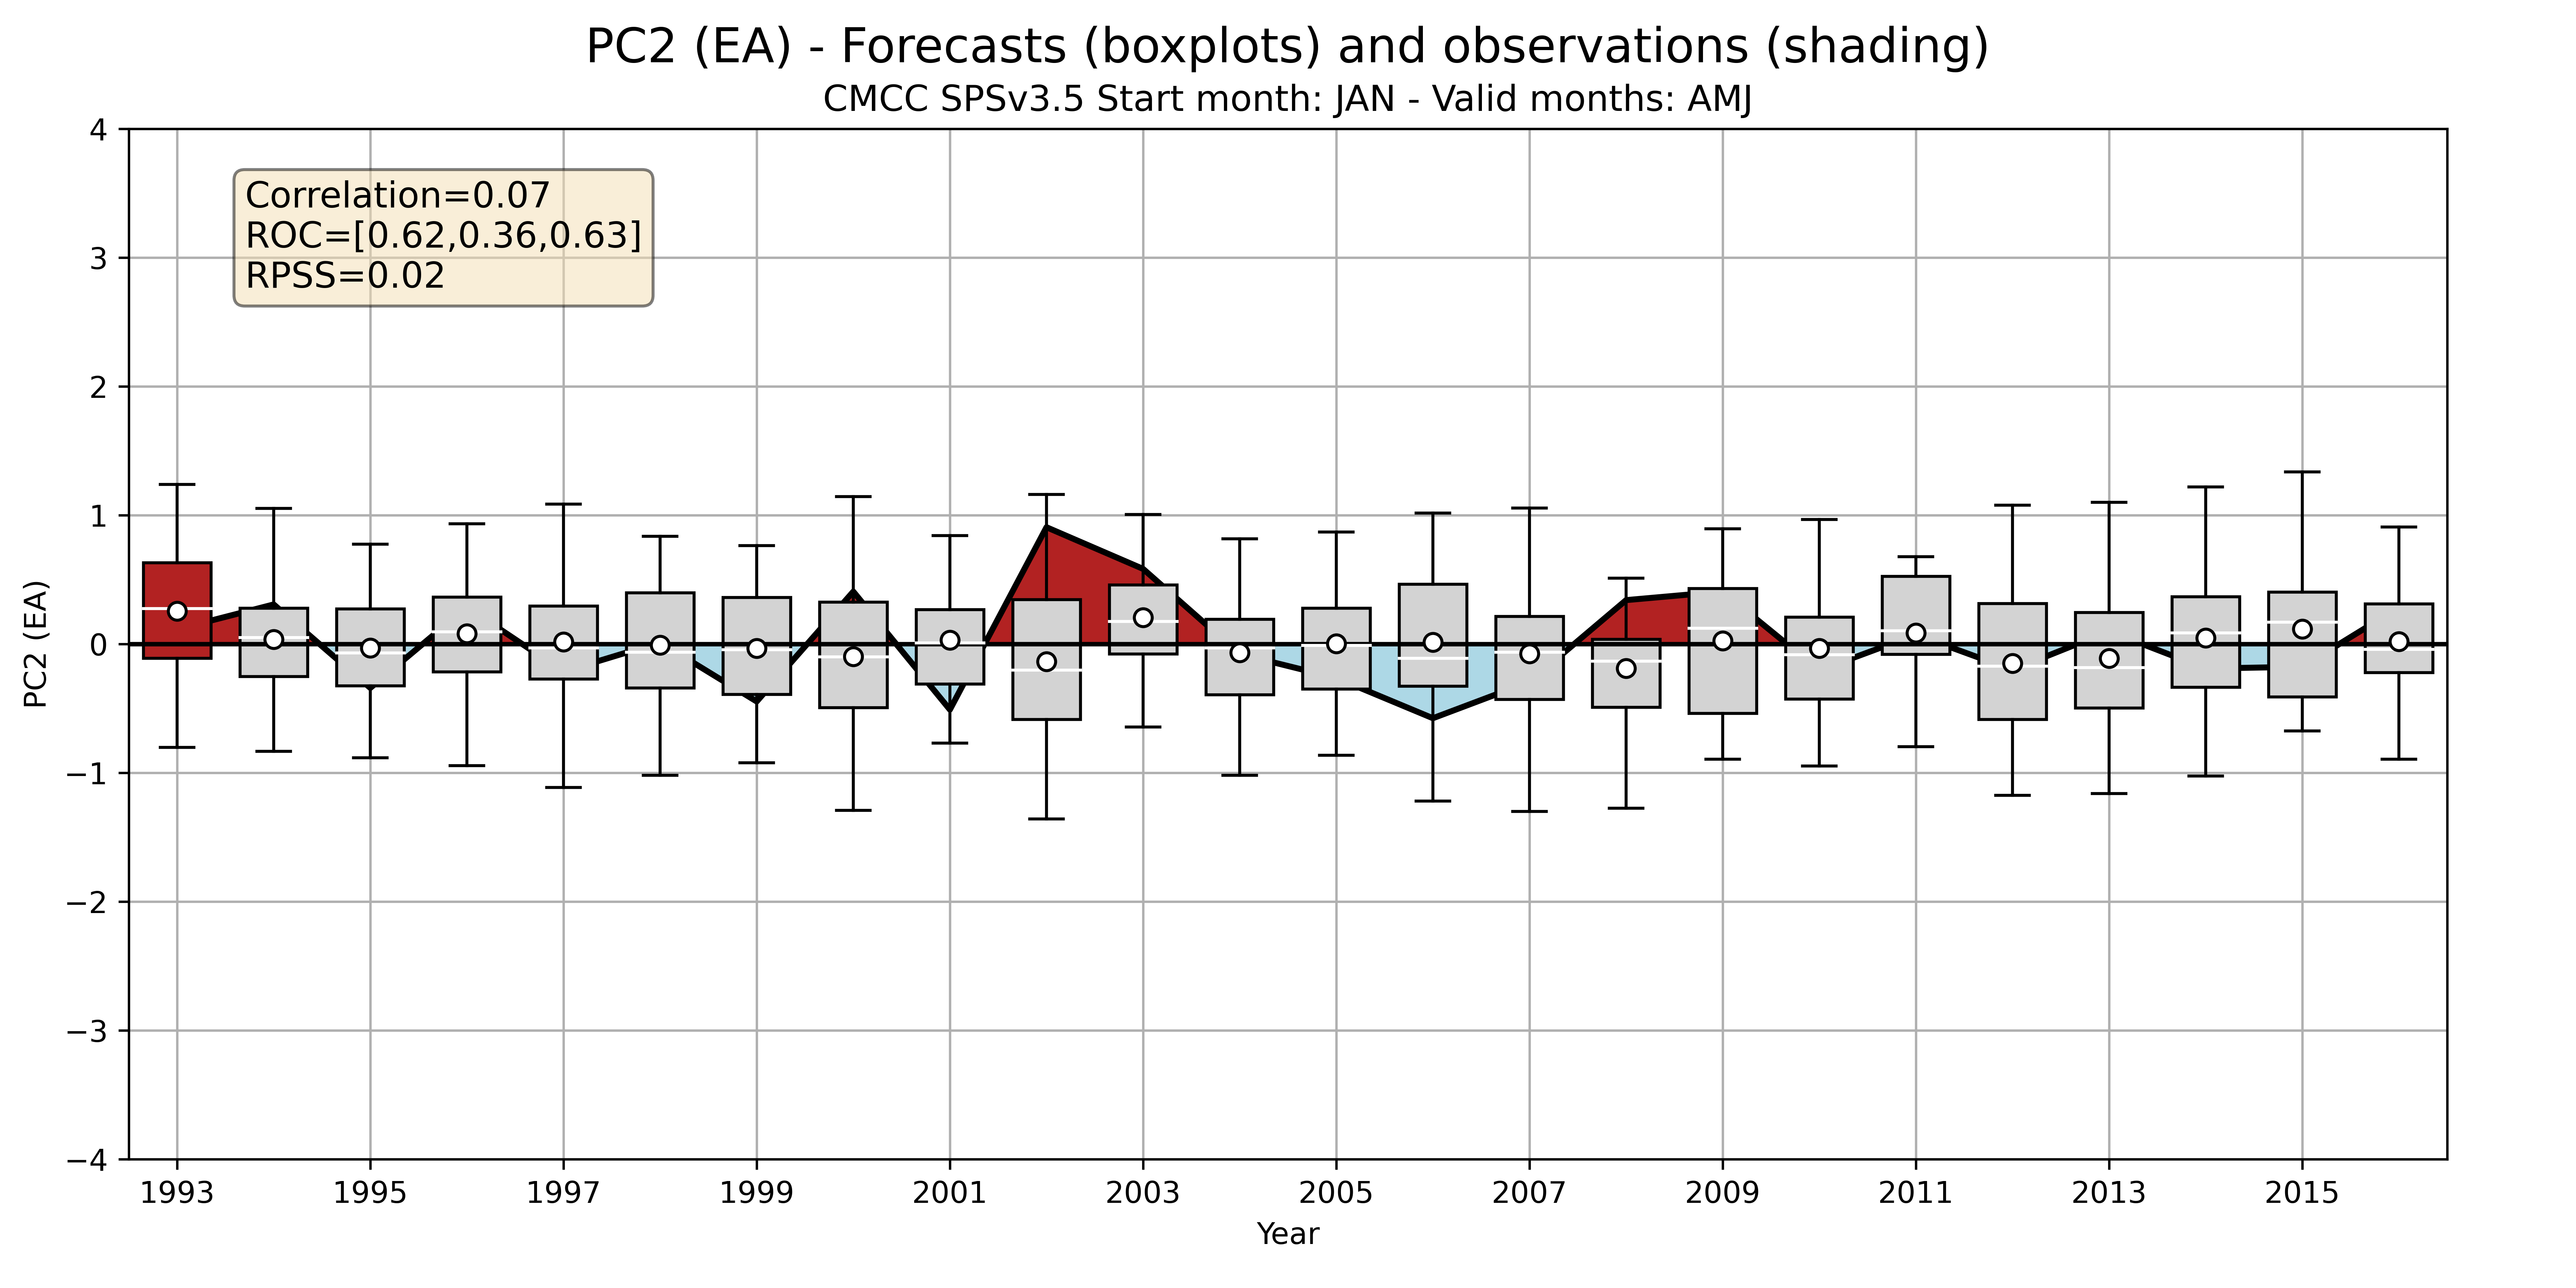 PC2 (EA) - Forecasts (boxplots) and observations (shading)
CMCC SPSv3.5 Start month: JAN - Valid months: AMJ
Correlation=0.07
ROC=[0.62,0.36,0.63]
RPSS=0.02
4
3
2
1
0
−1
−2
−3
−4
PC2 (EA)
1993 1995 1997 1999 2001 2003 2005 2007 2009 2011 2013 2015
Year